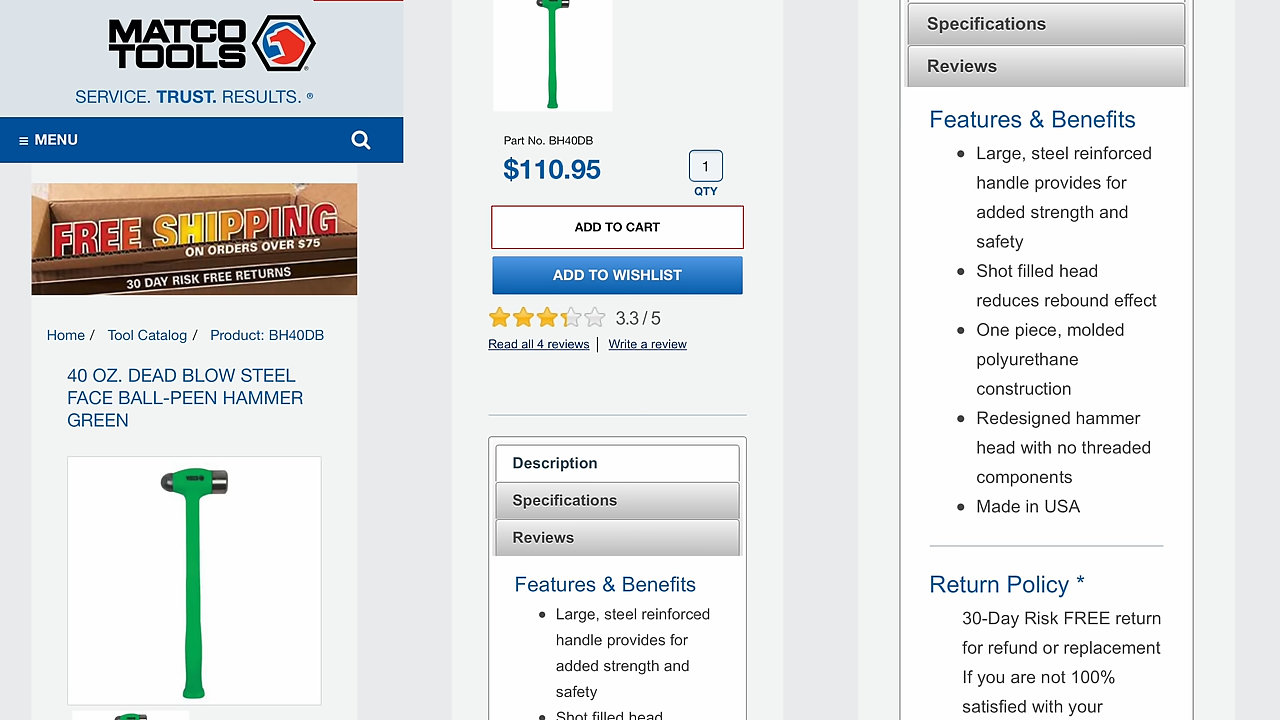 MATCO
TOOLS
SERVICE. TRUST. RESULTS. ®
≡ MENU
FREE SHIPPING
ON ORDERS OVER $75
30 DAY RISK FREE RETURNS
Home / Tool Catalog / Product: BH40DB
40 OZ. DEAD BLOW STEEL
FACE BALL-PEEN HAMMER
GREEN
Part No. BH40DB
$110.95
1
QTY
ADD TO CART
ADD TO WISHLIST
3.3 / 5
Read all 4 reviews | Write a review
Description
Specifications
Reviews
Features & Benefits
• Large, steel reinforced
handle provides for
added strength and
safety
• Shot filled head
Specifications
Reviews
Features & Benefits
• Large, steel reinforced
handle provides for
added strength and
safety
• Shot filled head
reduces rebound effect
• One piece, molded
polyurethane
construction
• Redesigned hammer
head with no threaded
components
• Made in USA
Return Policy *
30-Day Risk FREE return
for refund or replacement
If you are not 100%
satisfied with your